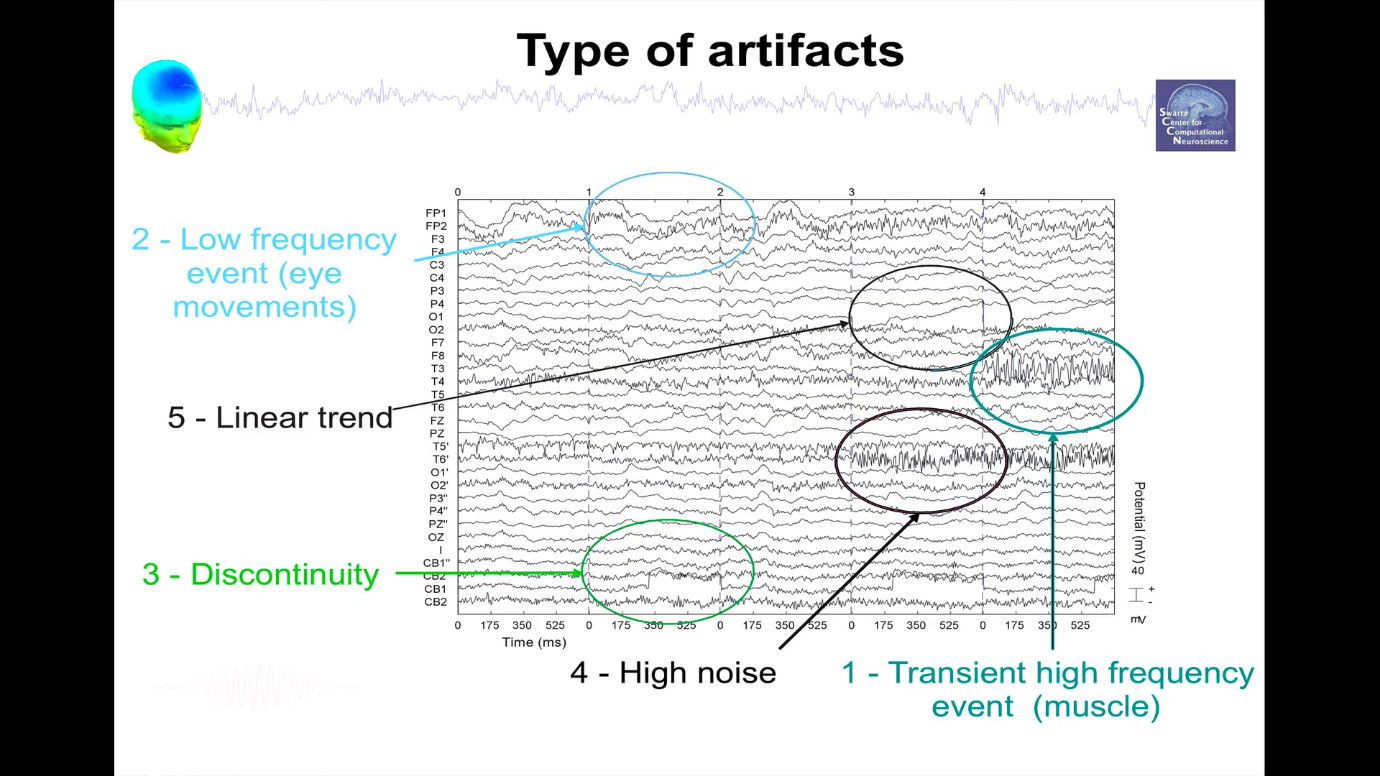 Type of artifacts
Swartz
Center for
Computational
Neuroscience
0 1 2 3 4
2 - Low frequency
event (eye
movements)
5 - Linear trend
3 - Discontinuity
FP1
FP2
F3
F4
C3
C4
P3
P4
O1
O2
F7
F8
T3
T4
T5
T6
FZ
PZ
T5'
T6'
O1'
O2'
P3"
P4"
PZ"
OZ
I
CB1"
CB2"
CB1
CB2
Potential (mV)
40
+
-
mV
0 175 350 525 0 175 350 525 0 175 350 525 0 175 350 525 0 175 350 525
Time (ms)
4 - High noise
1 - Transient high frequency
event (muscle)